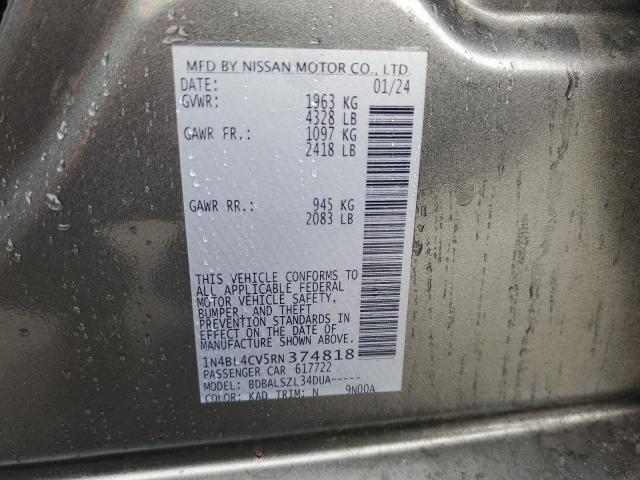 MFD BY NISSAN MOTOR CO., LTD.
DATE: 01/24
GVWR: 1963 KG
4328 LB
GAWR FR.: 1097 KG
2418 LB
GAWR RR.: 945 KG
2083 LB
THIS VEHICLE CONFORMS TO
ALL APPLICABLE FEDERAL
MOTOR VEHICLE SAFETY,
BUMPER, AND THEFT
PREVENTION STANDARDS IN
EFFECT ON THE DATE OF
MANUFACTURE SHOWN ABOVE.
1N4BL4CV5RN374818
PASSENGER CAR 617722
MODEL: BDBALSZL34DUA-----
COLOR: KAD TRIM: N 9N00A